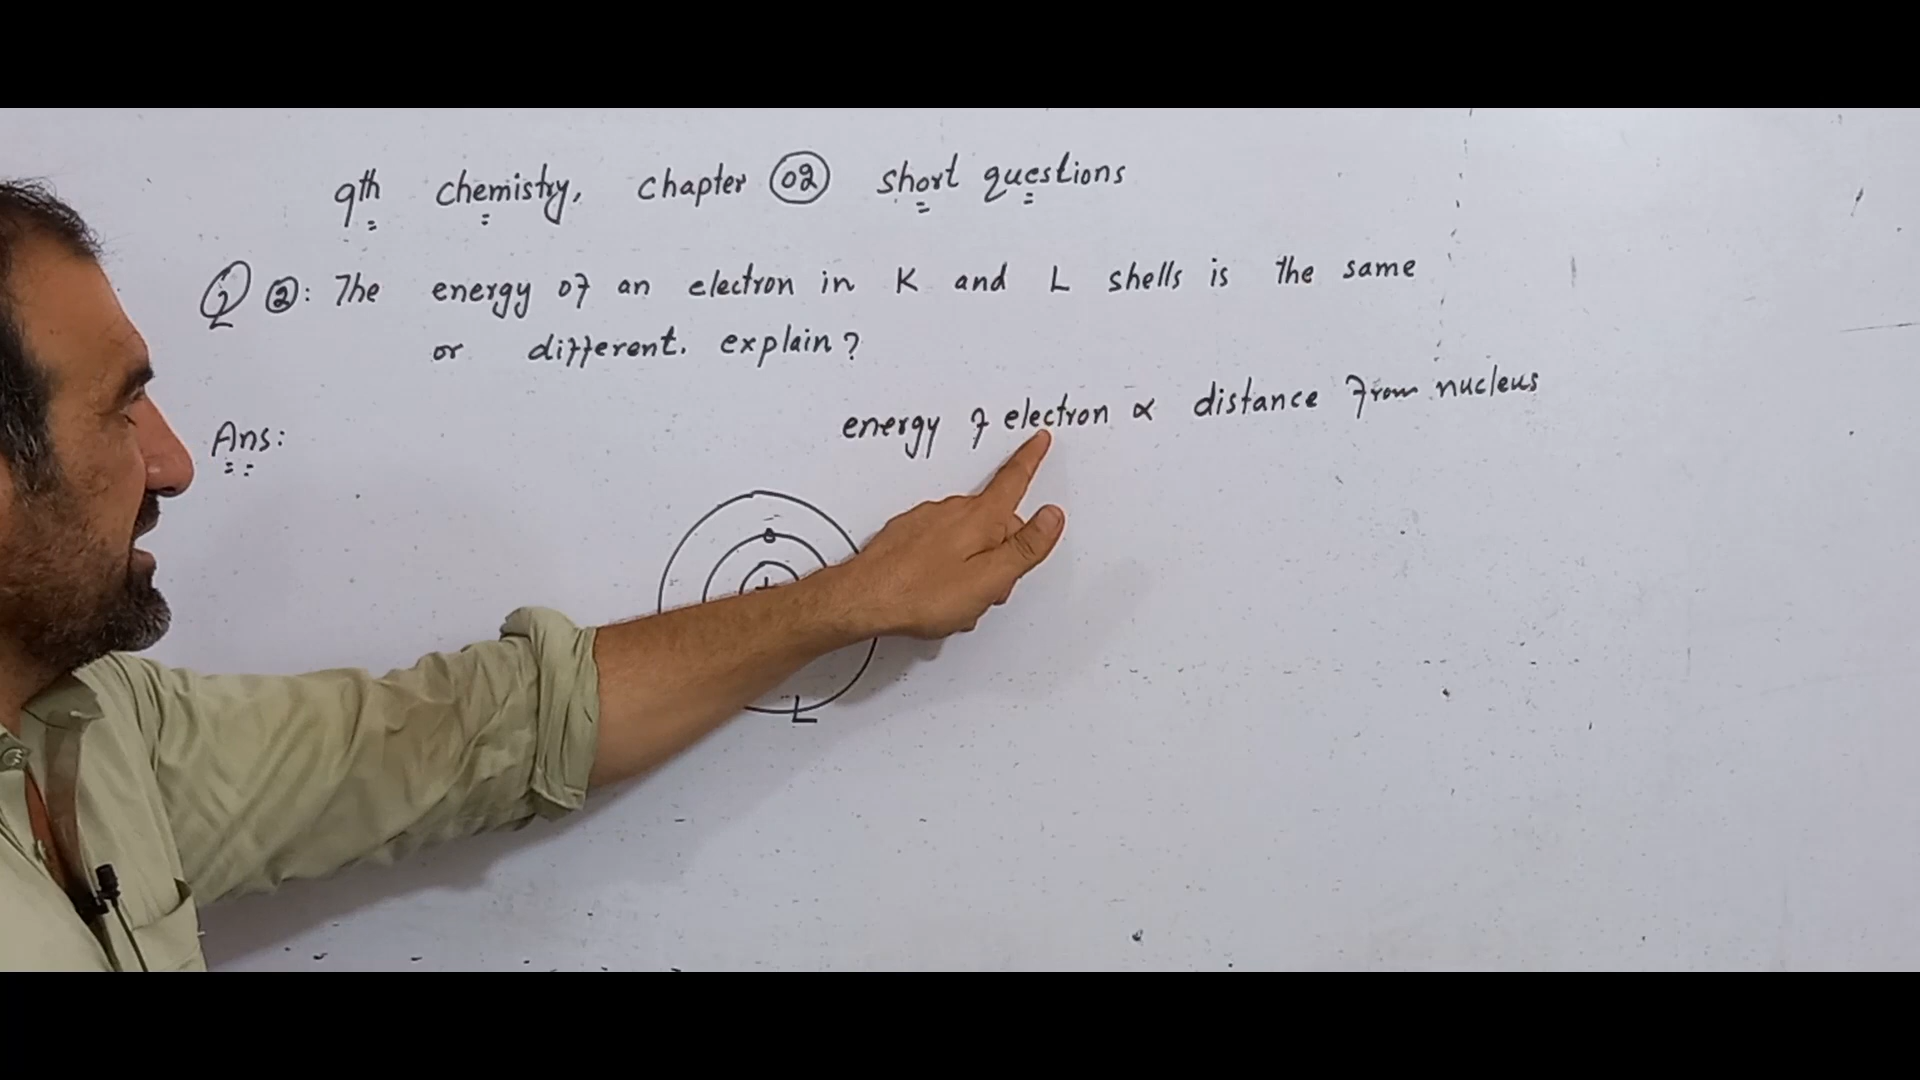 9th chemistry, chapter 02 short questions
Q 2: The energy of an electron in K and L shells is the same
or different. explain?
energy of electron ∝ distance from nucleus
Ans:
+
L